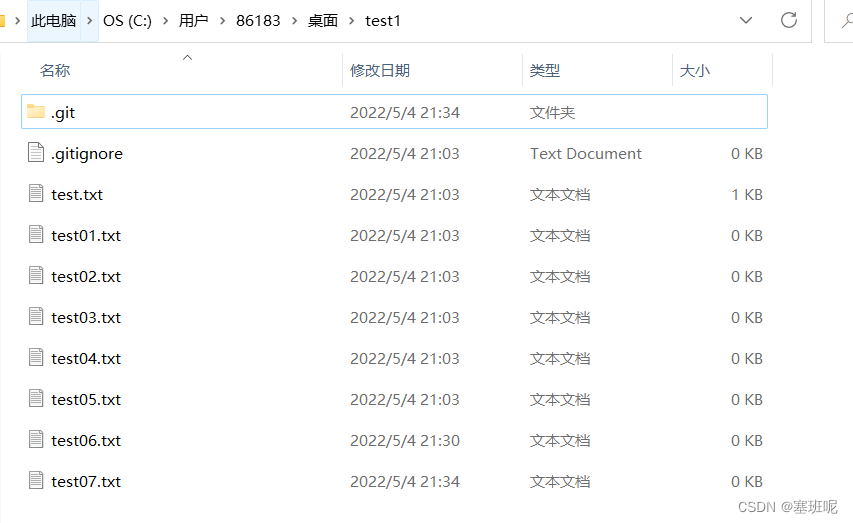 此电脑 > OS (C:) > 用户 > 86183 > 桌面 > test1
名称 修改日期 类型 大小
.git 2022/5/4 21:34 文件夹
.gitignore 2022/5/4 21:03 Text Document 0 KB
test.txt 2022/5/4 21:03 文本文档 1 KB
test01.txt 2022/5/4 21:03 文本文档 0 KB
test02.txt 2022/5/4 21:03 文本文档 0 KB
test03.txt 2022/5/4 21:03 文本文档 0 KB
test04.txt 2022/5/4 21:03 文本文档 0 KB
test05.txt 2022/5/4 21:03 文本文档 0 KB
test06.txt 2022/5/4 21:30 文本文档 0 KB
test07.txt 2022/5/4 21:34 文本文档 0 KB
CSDN @塞班呢